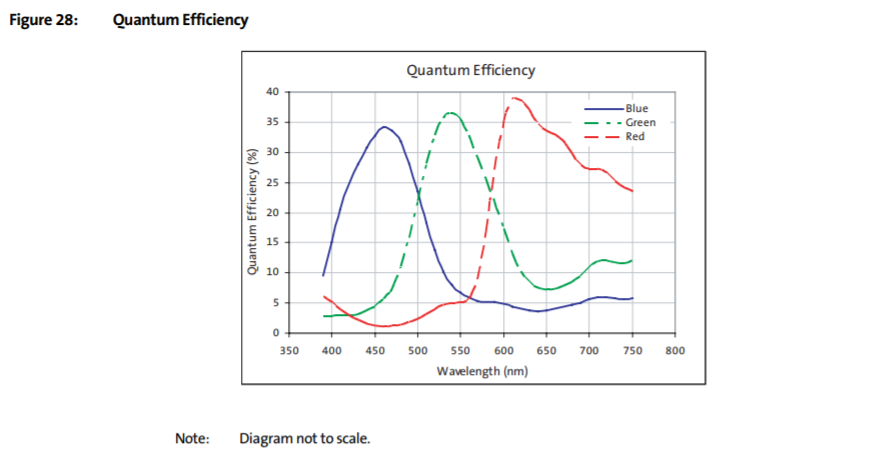 Figure 28: Quantum Efficiency
Quantum Efficiency
40
35
30
25
20
15
10
5
0
Quantum Efficiency (%)
Blue
Green
Red
350 400 450 500 550 600 650 700 750 800
Wavelength (nm)
Note: Diagram not to scale.